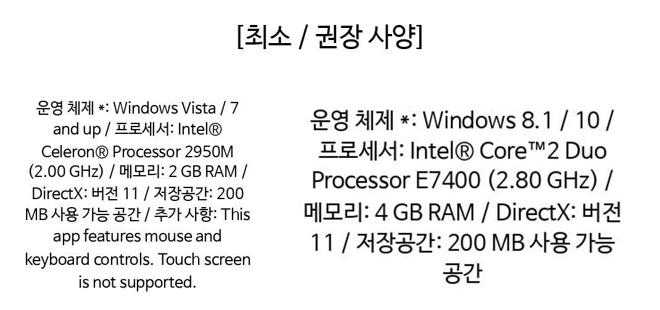 [최소 / 권장 사양]
운영 체제 *: Windows Vista / 7
and up / 프로세서: Intel®
Celeron® Processor 2950M
(2.00 GHz) / 메모리: 2 GB RAM /
DirectX: 버전 11 / 저장공간: 200
MB 사용 가능 공간 / 추가 사항: This
app features mouse and
keyboard controls. Touch screen
is not supported.
운영 체제 *: Windows 8.1 / 10 /
프로세서: Intel® Core™2 Duo
Processor E7400 (2.80 GHz) /
메모리: 4 GB RAM / DirectX: 버전
11 / 저장공간: 200 MB 사용 가능
공간